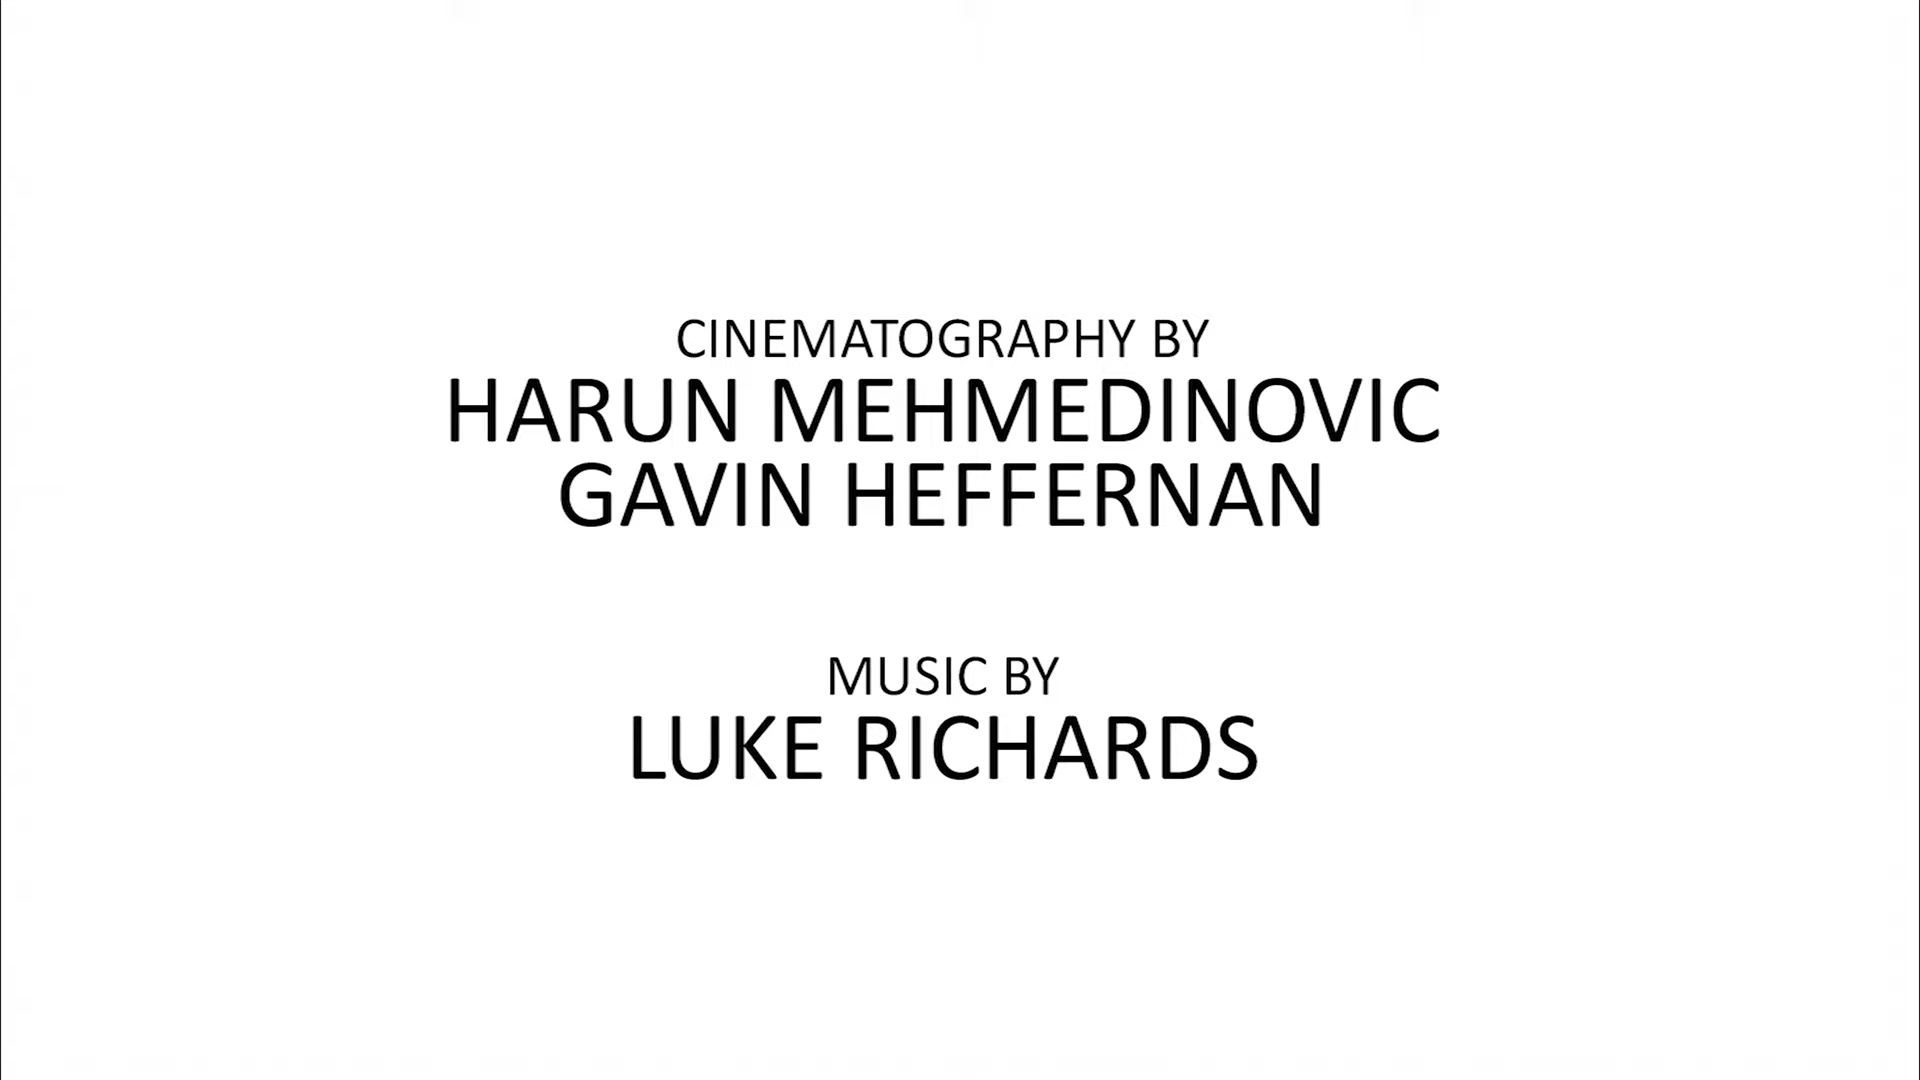 CINEMATOGRAPHY BY
HARUN MEHMEDINOVIC
GAVIN HEFFERNAN
MUSIC BY
LUKE RICHARDS